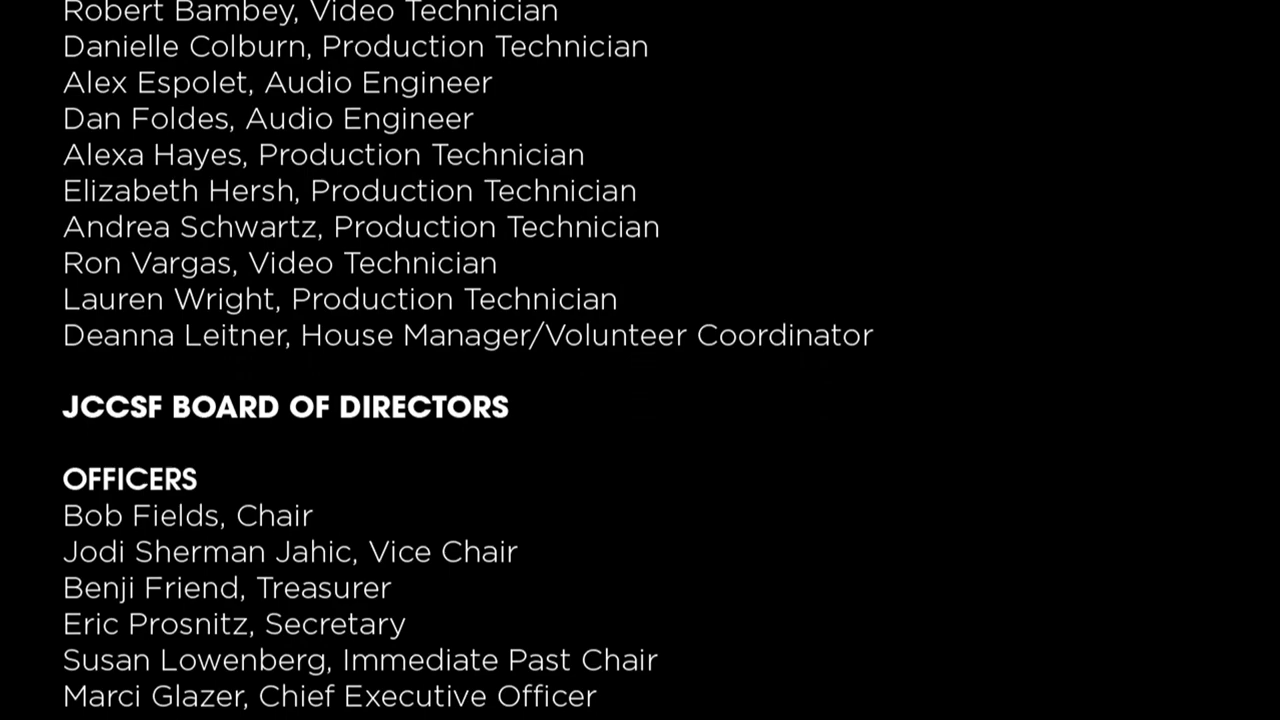 Robert Bambey, Video Technician
Danielle Colburn, Production Technician
Alex Espolet, Audio Engineer
Dan Foldes, Audio Engineer
Alexa Hayes, Production Technician
Elizabeth Hersh, Production Technician
Andrea Schwartz, Production Technician
Ron Vargas, Video Technician
Lauren Wright, Production Technician
Deanna Leitner, House Manager/Volunteer Coordinator
JCCSF BOARD OF DIRECTORS
OFFICERS
Bob Fields, Chair
Jodi Sherman Jahic, Vice Chair
Benji Friend, Treasurer
Eric Prosnitz, Secretary
Susan Lowenberg, Immediate Past Chair
Marci Glazer, Chief Executive Officer